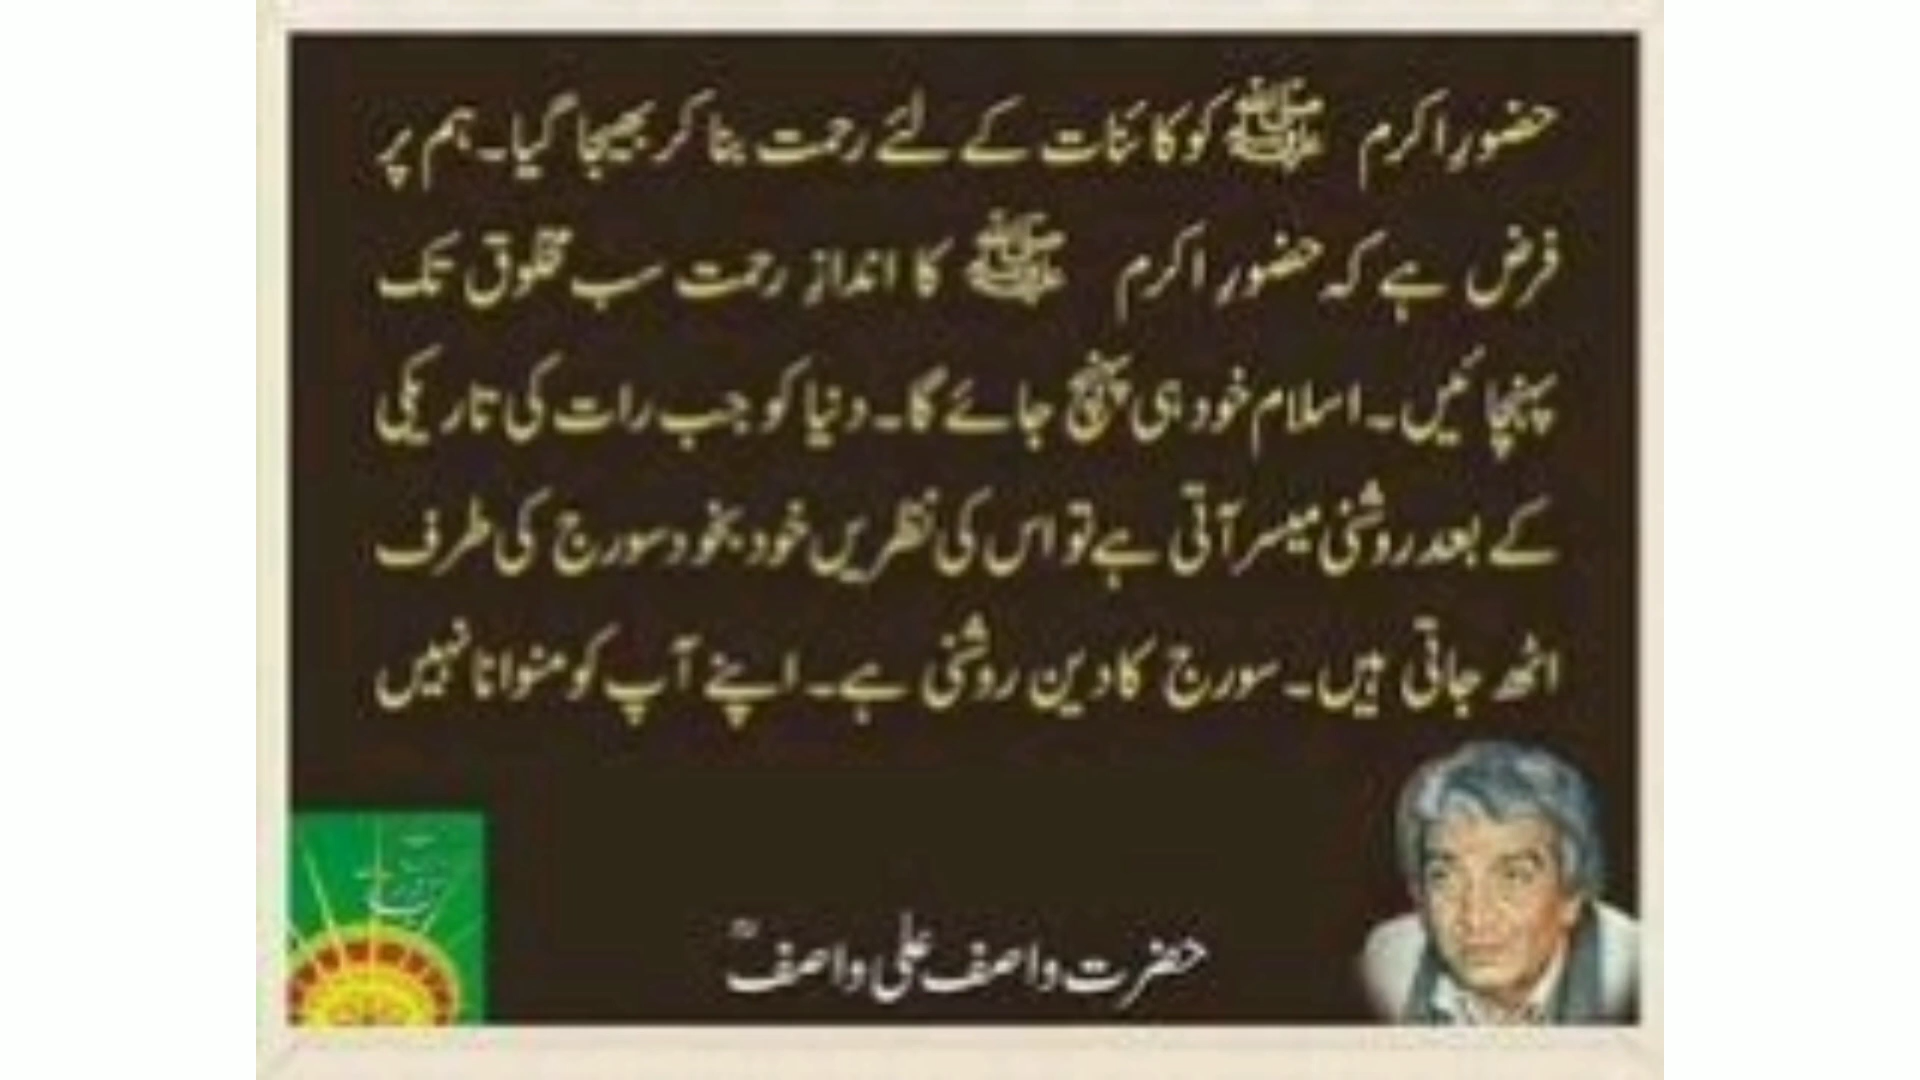 حضورِ اکرم ﷺ کو کائنات کے لئے رحمت بنا کر بھیجا گیا۔ ہم پر
فرض ہے کہ حضورِ اکرم ﷺ کا اندازِ رحمت سب مخلوق تک
پہنچائیں۔ اسلام خود ہی پہنچ جائے گا۔ دنیا کو جب رات کی تاریکی
کے بعد روشنی میسر آتی ہے تو اس کی نظریں خود بخود سورج کی طرف
اٹھ جاتی ہیں۔ سورج کا دین روشنی ہے۔ اپنے آپ کو منوانا نہیں
حضرت واصف علی واصفؒ